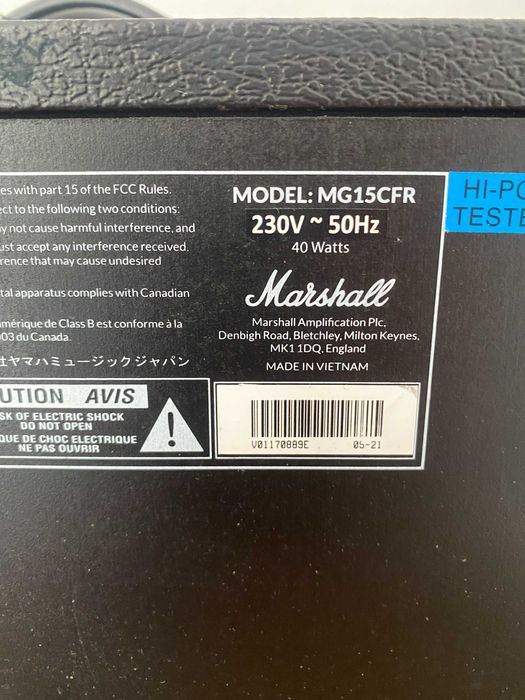 es with part 15 of the FCC Rules.
ect to the following two conditions:
ay not cause harmful interference, and
ust accept any interference received.
rence that may cause undesired
tal apparatus complies with Canadian
mérique de Class B est conforme à la
003 du Canada.
社ヤマハミュージックジャパン
UTION AVIS
SK OF ELECTRIC SHOCK
DO NOT OPEN
QUE DE CHOC ELECTRIQUE
NE PAS OUVRIR
MODEL: MG15CFR
230V ~ 50Hz
40 Watts
Marshall
Marshall Amplification Plc,
Denbigh Road, Bletchley, Milton Keynes,
MK1 1DQ, England
MADE IN VIETNAM
V01170889E 05-21
HI-PO
TESTE